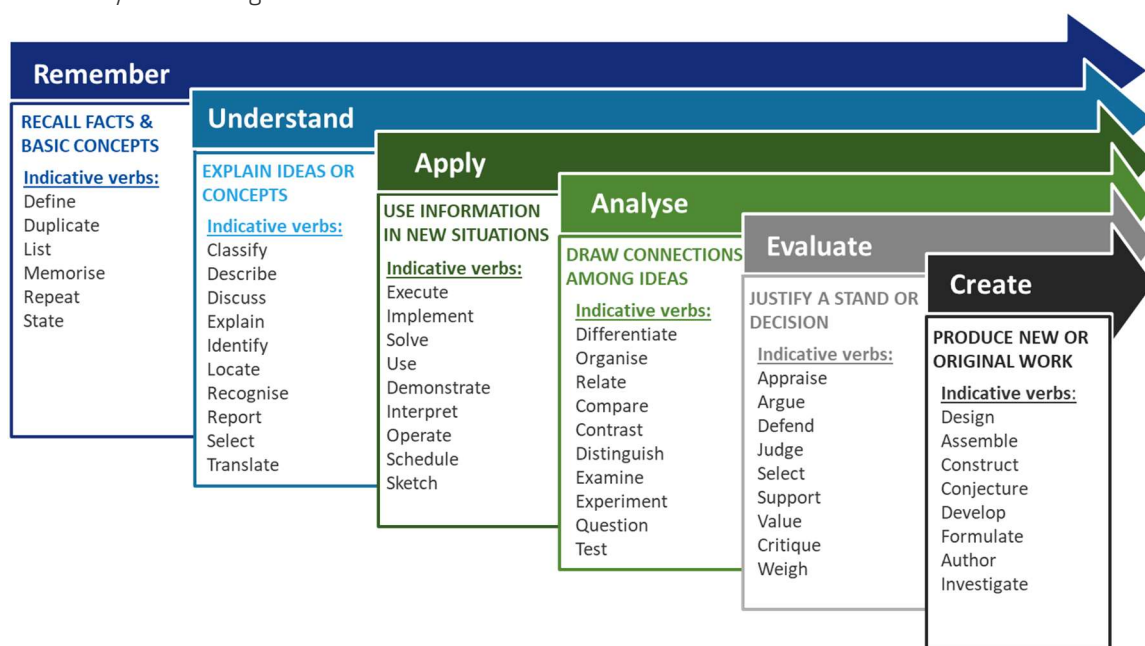 Remember
RECALL FACTS &
BASIC CONCEPTS
Indicative verbs:
Define
Duplicate
List
Memorise
Repeat
State
Understand
EXPLAIN IDEAS OR
CONCEPTS
Indicative verbs:
Classify
Describe
Discuss
Explain
Identify
Locate
Recognise
Report
Select
Translate
Apply
USE INFORMATION
IN NEW SITUATIONS
Indicative verbs:
Execute
Implement
Solve
Use
Demonstrate
Interpret
Operate
Schedule
Sketch
Analyse
DRAW CONNECTIONS
AMONG IDEAS
Indicative verbs:
Differentiate
Organise
Relate
Compare
Contrast
Distinguish
Examine
Experiment
Question
Test
Evaluate
JUSTIFY A STAND OR
DECISION
Indicative verbs:
Appraise
Argue
Defend
Judge
Select
Support
Value
Critique
Weigh
Create
PRODUCE NEW OR
ORIGINAL WORK
Indicative verbs:
Design
Assemble
Construct
Conjecture
Develop
Formulate
Author
Investigate